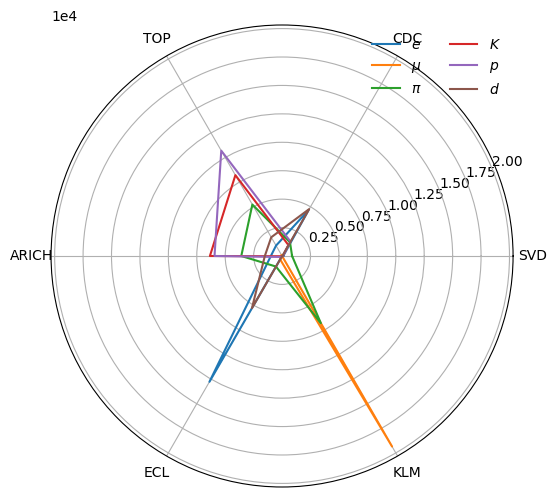 1e4
TOP
CDC
e K
μ p
π d
2.00
1.75
1.50
1.25
1.00
0.75
0.50
0.25
ARICH
SVD
ECL
KLM